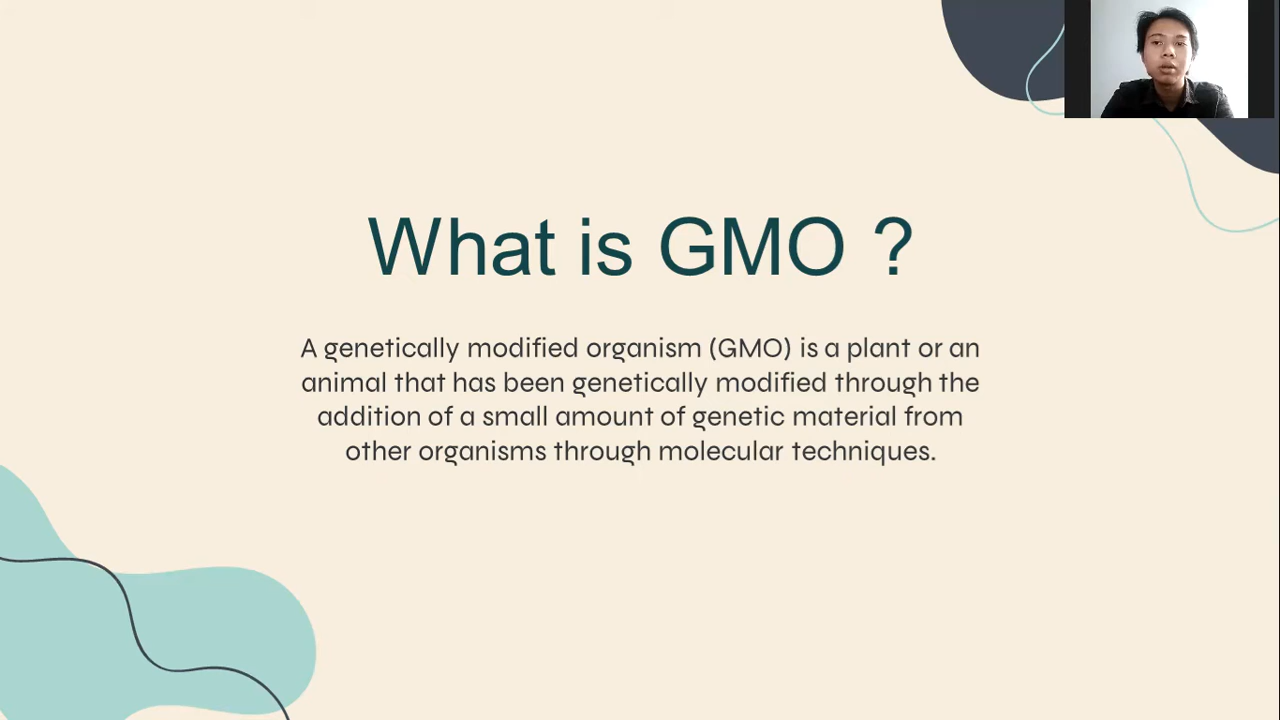 What is GMO ?
A genetically modified organism (GMO) is a plant or an
animal that has been genetically modified through the
addition of a small amount of genetic material from
other organisms through molecular techniques.